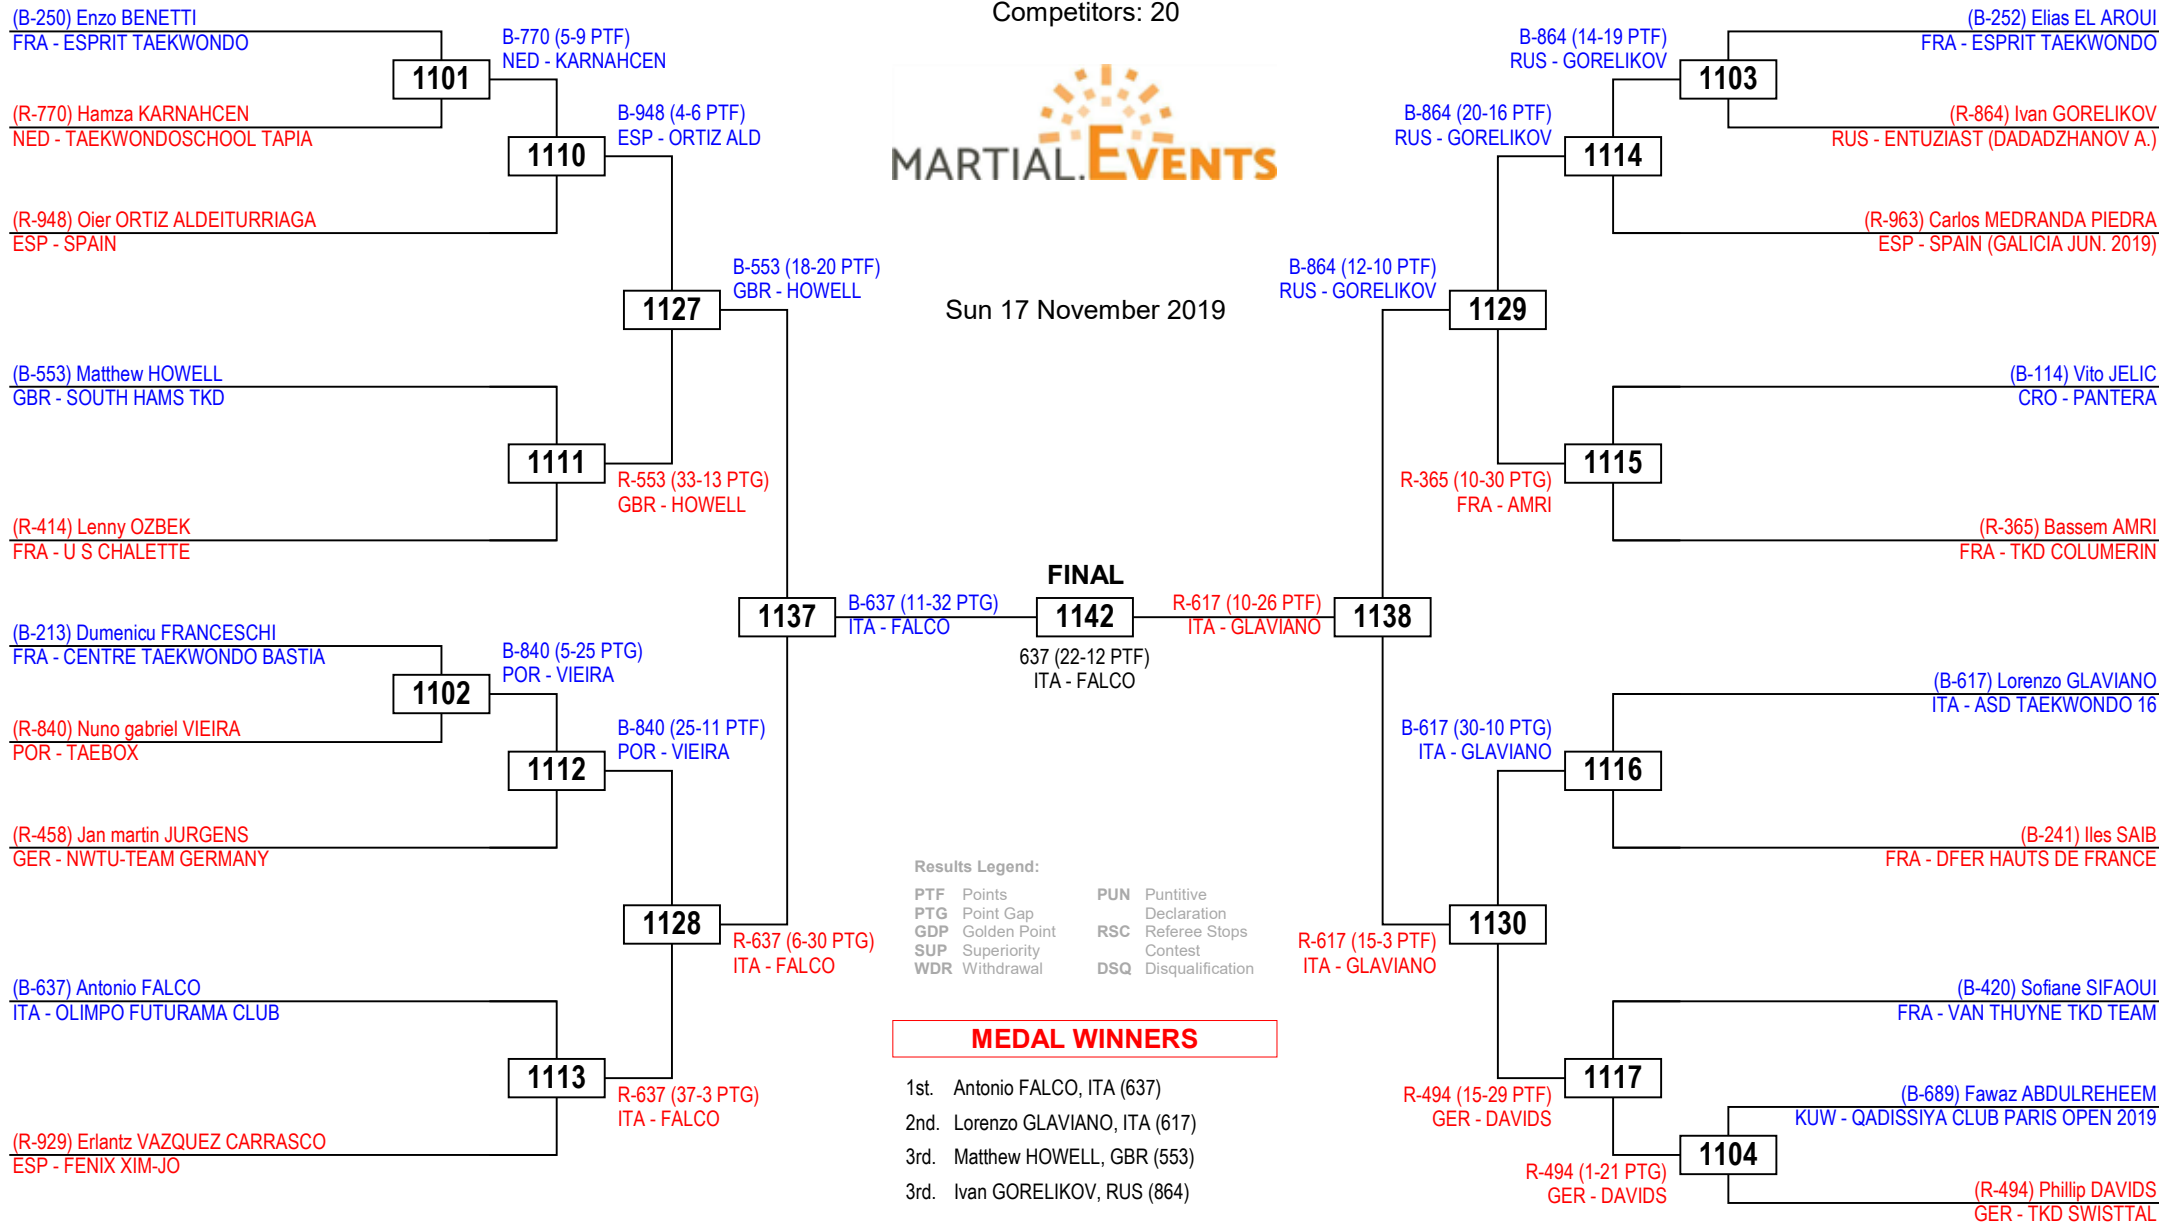 Competitors: 20
MARTIAL.EVENTS
Sun 17 November 2019
(B-250) Enzo BENETTI
FRA - ESPRIT TAEKWONDO
(R-770) Hamza KARNAHCEN
NED - TAEKWONDOSCHOOL TAPIA
(R-948) Oier ORTIZ ALDEITURRIAGA
ESP - SPAIN
(B-553) Matthew HOWELL
GBR - SOUTH HAMS TKD
(R-414) Lenny OZBEK
FRA - U S CHALETTE
(B-213) Dumenicu FRANCESCHI
FRA - CENTRE TAEKWONDO BASTIA
(R-840) Nuno gabriel VIEIRA
POR - TAEBOX
(R-458) Jan martin JURGENS
GER - NWTU-TEAM GERMANY
(B-637) Antonio FALCO
ITA - OLIMPO FUTURAMA CLUB
(R-929) Erlantz VAZQUEZ CARRASCO
ESP - FENIX XIM-JO
1101
B-770 (5-9 PTF)
NED - KARNAHCEN
1102
B-840 (5-25 PTG)
POR - VIEIRA
1110
B-948 (4-6 PTF)
ESP - ORTIZ ALD
1111
R-553 (33-13 PTG)
GBR - HOWELL
1112
B-840 (25-11 PTF)
POR - VIEIRA
1113
R-637 (37-3 PTG)
ITA - FALCO
1127
B-553 (18-20 PTF)
GBR - HOWELL
1128
R-637 (6-30 PTG)
ITA - FALCO
1137
B-637 (11-32 PTG)
ITA - FALCO
FINAL
1142
637 (22-12 PTF)
ITA - FALCO
R-617 (10-26 PTF)
ITA - GLAVIANO
1138
B-864 (12-10 PTF)
RUS - GORELIKOV
1129
R-617 (15-3 PTF)
ITA - GLAVIANO
1130
B-864 (20-16 PTF)
RUS - GORELIKOV
1114
R-365 (10-30 PTG)
FRA - AMRI
1115
B-617 (30-10 PTG)
ITA - GLAVIANO
1116
R-494 (15-29 PTF)
GER - DAVIDS
1117
B-864 (14-19 PTF)
RUS - GORELIKOV
1103
R-494 (1-21 PTG)
GER - DAVIDS
1104
(B-252) Elias EL AROUI
FRA - ESPRIT TAEKWONDO
(R-864) Ivan GORELIKOV
RUS - ENTUZIAST (DADADZHANOV A.)
(R-963) Carlos MEDRANDA PIEDRA
ESP - SPAIN (GALICIA JUN. 2019)
(B-114) Vito JELIC
CRO - PANTERA
(R-365) Bassem AMRI
FRA - TKD COLUMERIN
(B-617) Lorenzo GLAVIANO
ITA - ASD TAEKWONDO 16
(B-241) Iles SAIB
FRA - DFER HAUTS DE FRANCE
(B-420) Sofiane SIFAOUI
FRA - VAN THUYNE TKD TEAM
(B-689) Fawaz ABDULREHEEM
KUW - QADISSIYA CLUB PARIS OPEN 2019
(R-494) Phillip DAVIDS
GER - TKD SWISTTAL
Results Legend:
PTF Points
PTG Point Gap
GDP Golden Point
SUP Superiority
WDR Withdrawal
PUN Puntitive
Declaration
RSC Referee Stops
Contest
DSQ Disqualification
MEDAL WINNERS
1st. Antonio FALCO, ITA (637)
2nd. Lorenzo GLAVIANO, ITA (617)
3rd. Matthew HOWELL, GBR (553)
3rd. Ivan GORELIKOV, RUS (864)